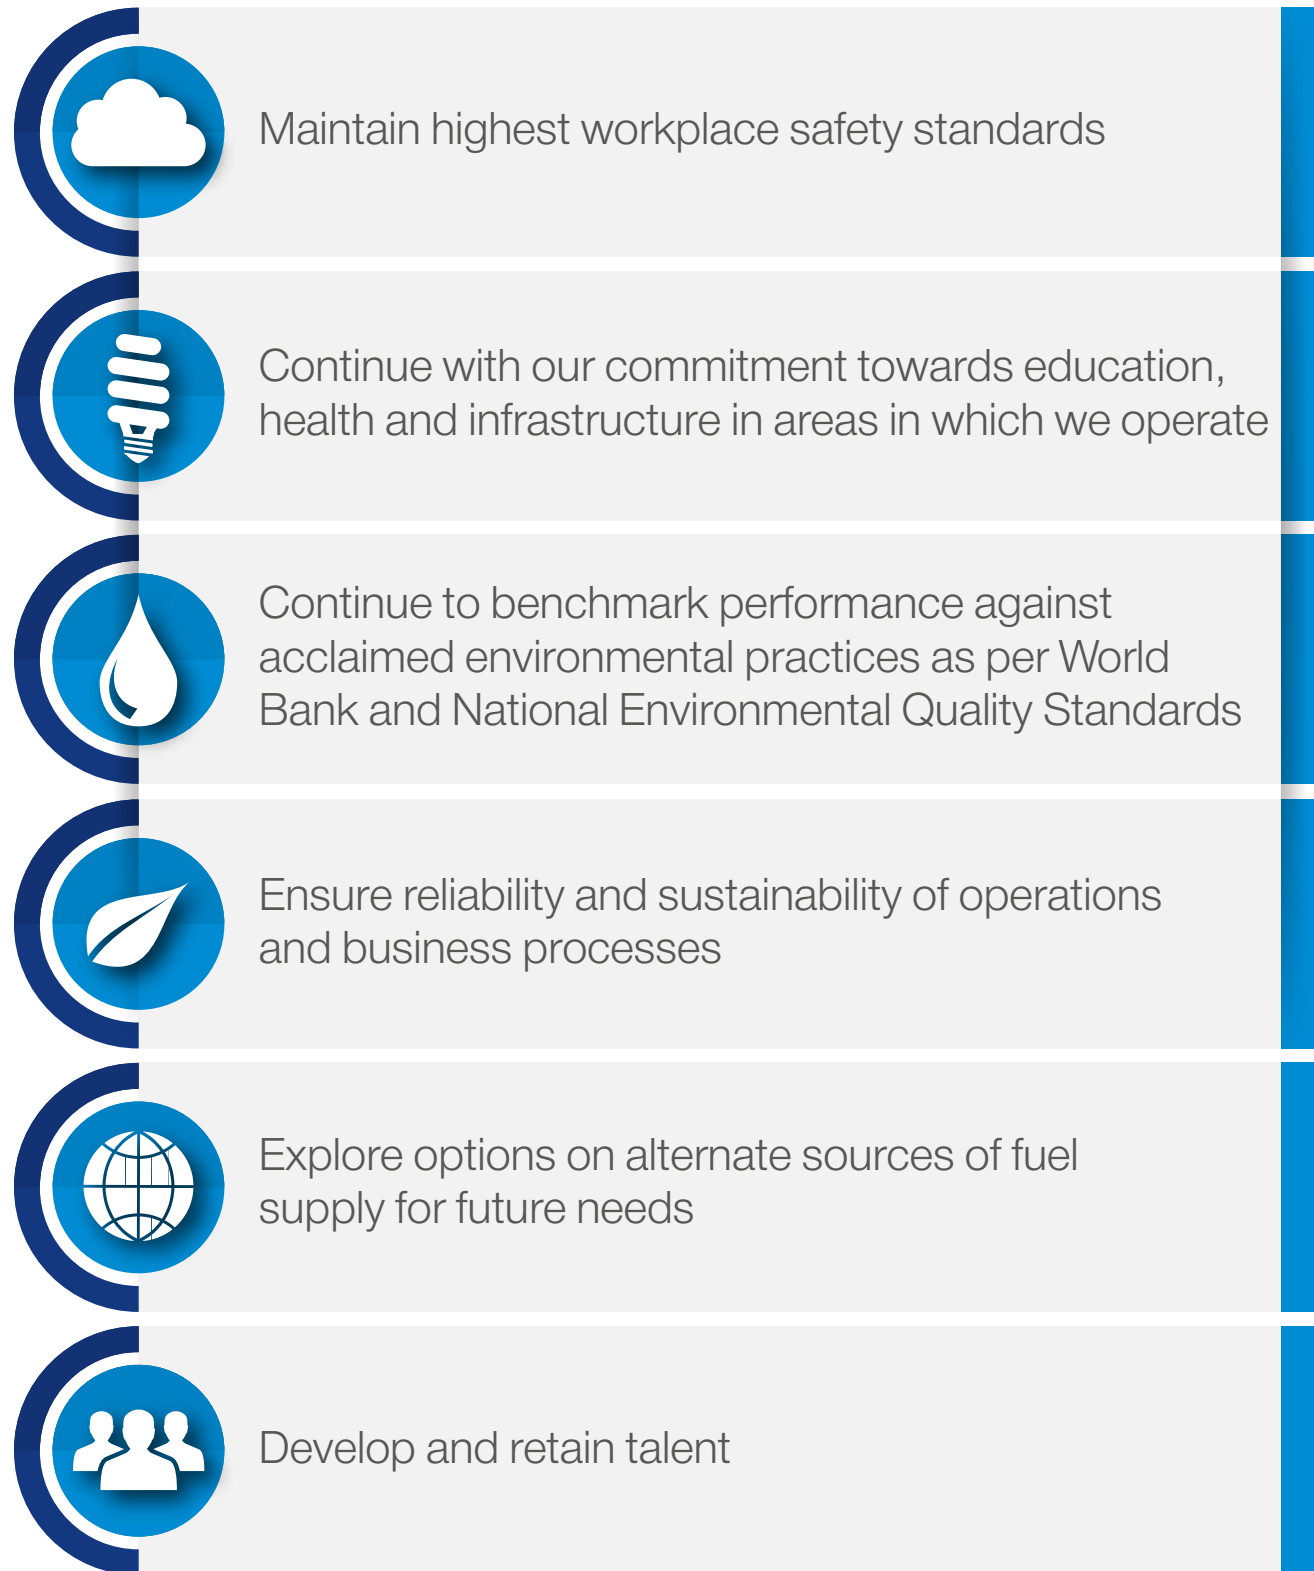 Maintain highest workplace safety standards
Continue with our commitment towards education,
health and infrastructure in areas in which we operate
Continue to benchmark performance against
acclaimed environmental practices as per World
Bank and National Environmental Quality Standards
Ensure reliability and sustainability of operations
and business processes
Explore options on alternate sources of fuel
supply for future needs
Develop and retain talent